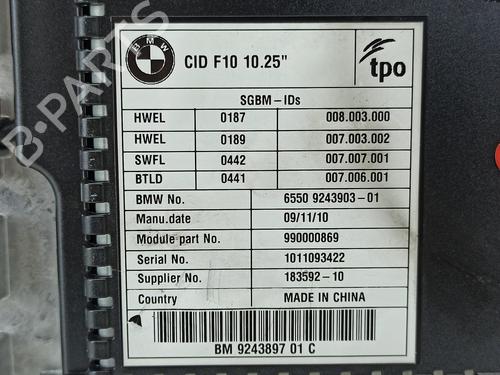 BMW
CID F10 10.25"
tpo
SGBM-IDs
HWEL 0187 008.003.000
HWEL 0189 007.003.002
SWFL 0442 007.007.001
BTLD 0441 007.006.001
BMW No. 6550 9243903-01
Manu.date 09/11/10
Module part No. 990000869
Serial No. 1011093422
Supplier No. 183592-10
Country MADE IN CHINA
BM 9243897 01 C
B-PARTS